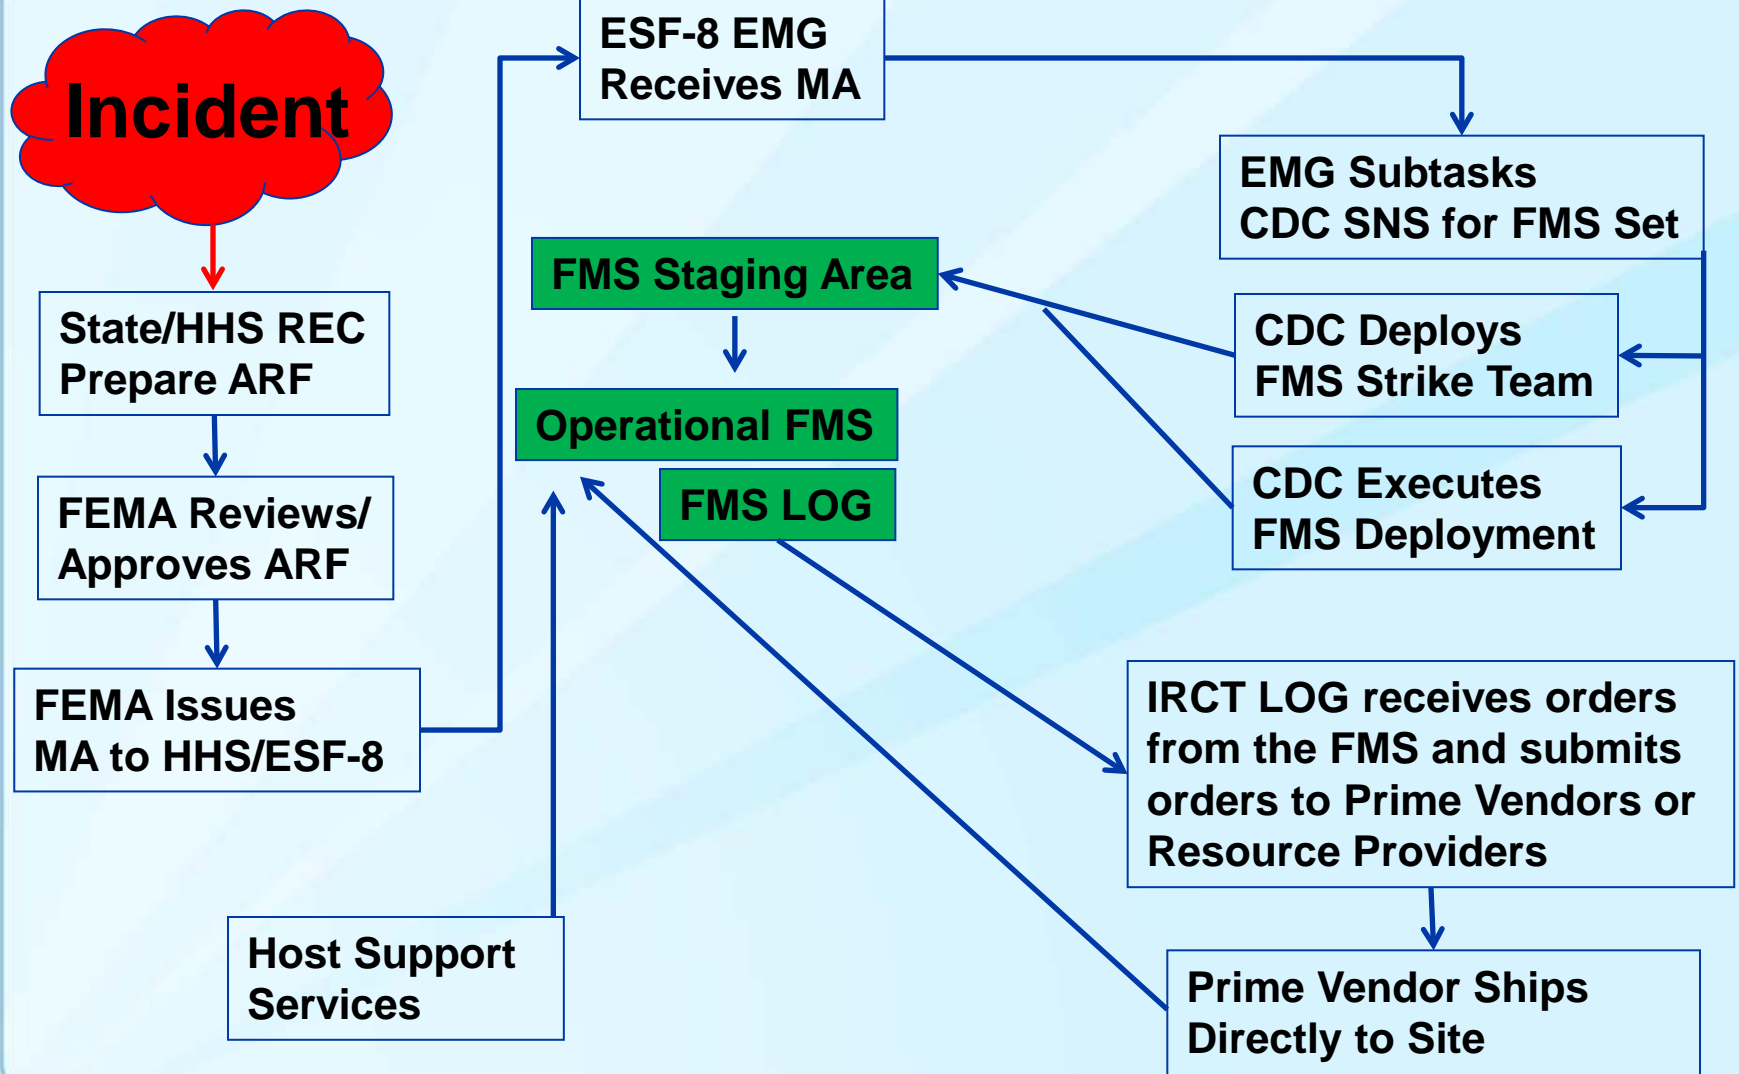 Incident
State/HHS REC
Prepare ARF
FEMA Reviews/
Approves ARF
FEMA Issues
MA to HHS/ESF-8
ESF-8 EMG
Receives MA
EMG Subtasks
CDC SNS for FMS Set
CDC Deploys
FMS Strike Team
CDC Executes
FMS Deployment
FMS Staging Area
Operational FMS
FMS LOG
IRCT LOG receives orders
from the FMS and submits
orders to Prime Vendors or
Resource Providers
Prime Vendor Ships
Directly to Site
Host Support
Services